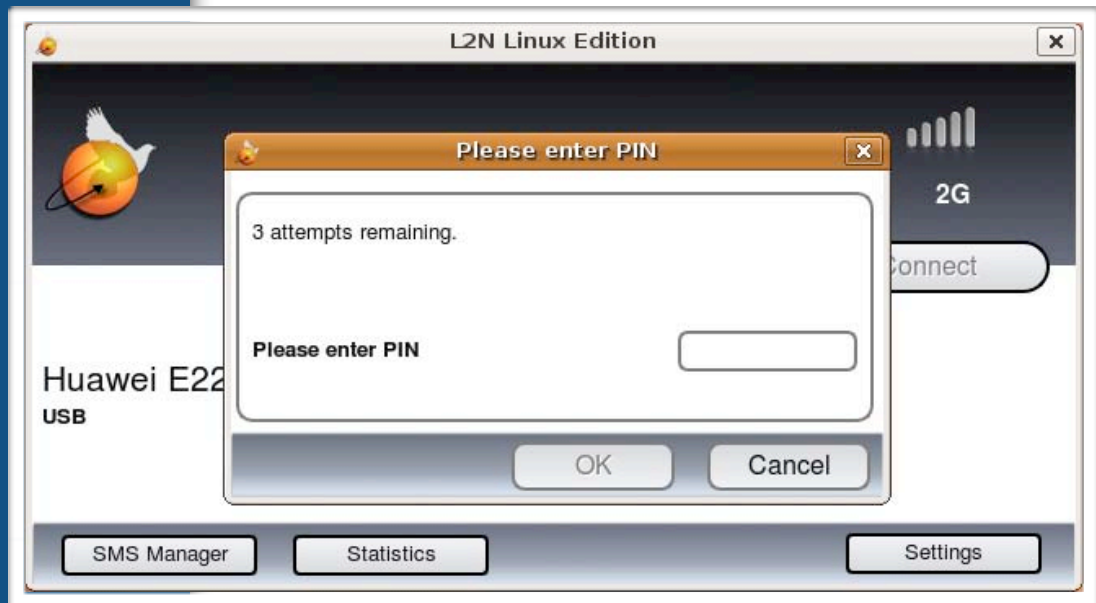 L2N Linux Edition
Please enter PIN
2G
3 attempts remaining.
Connect
Please enter PIN
Huawei E22
USB
OK
Cancel
SMS Manager
Statistics
Settings